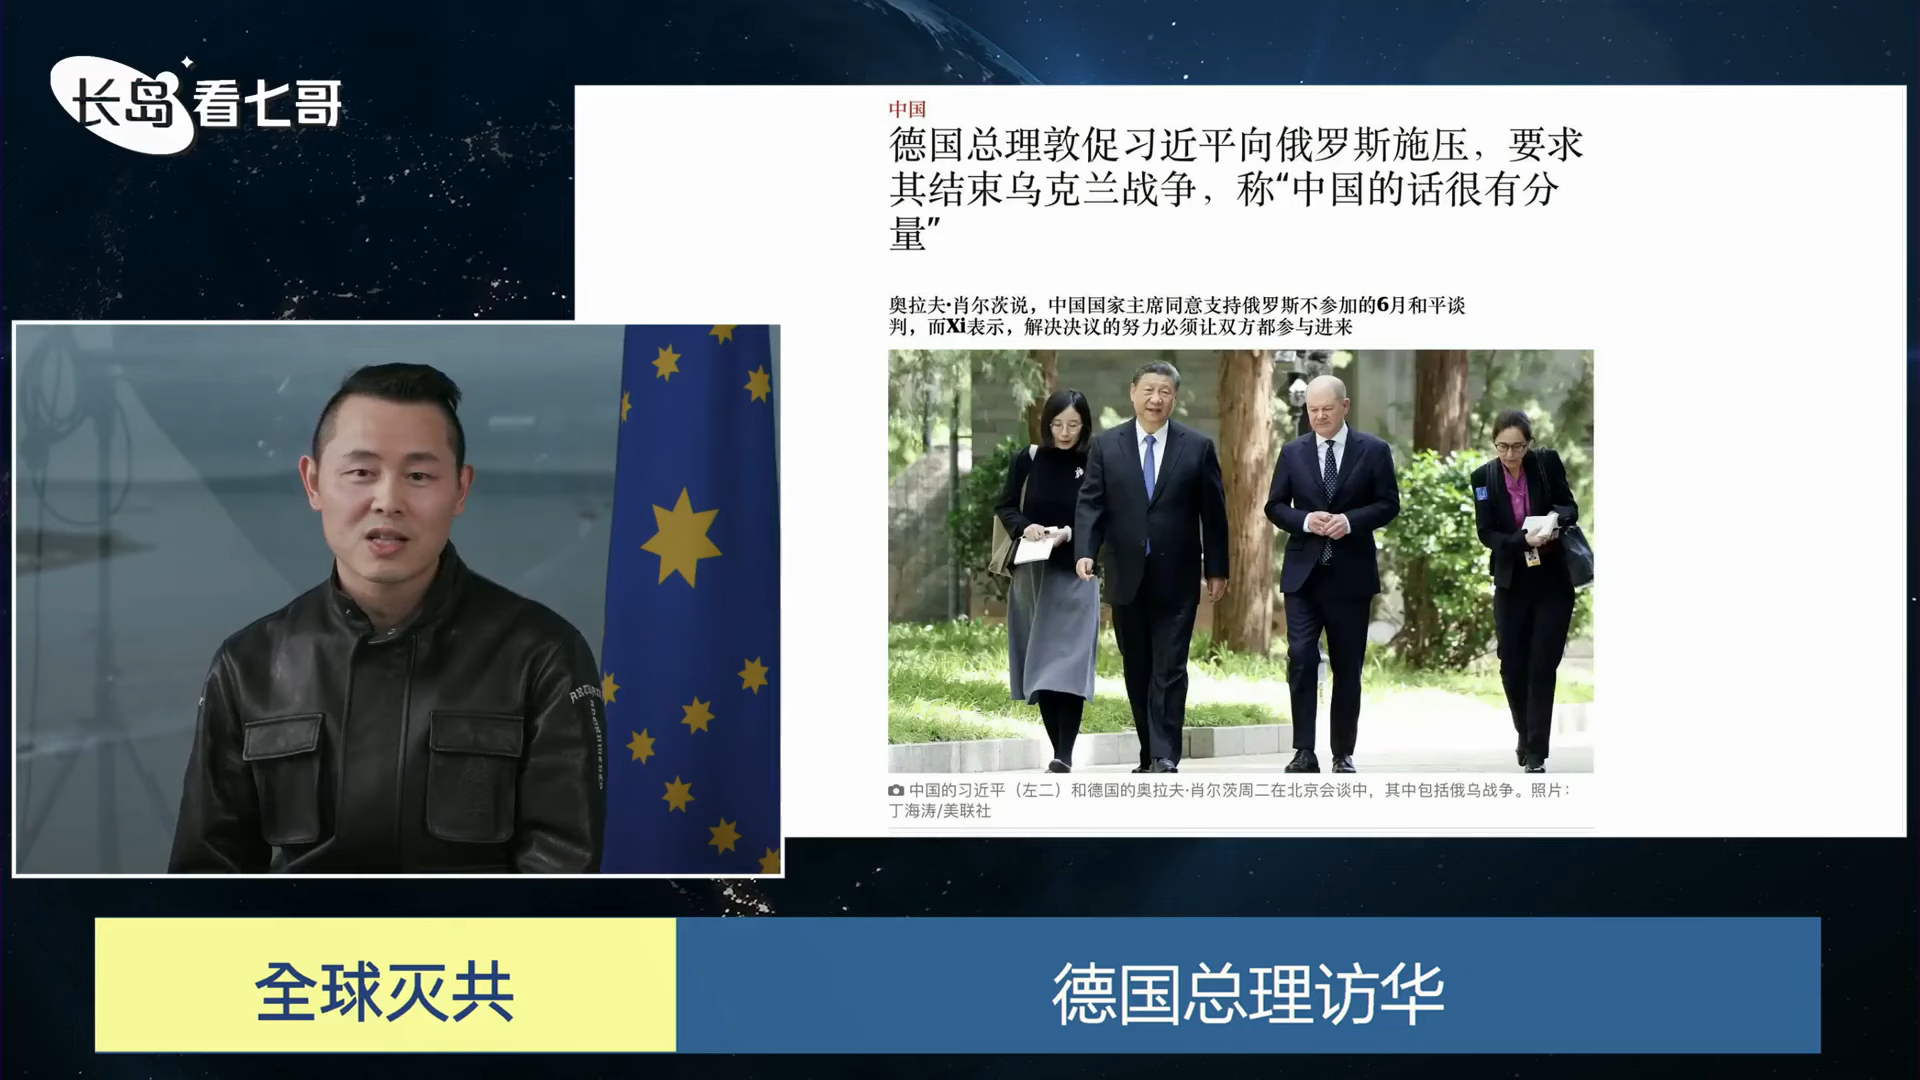 长岛看七哥
中国
德国总理敦促习近平向俄罗斯施压，要求
其结束乌克兰战争，称“中国的话很有分
量”
奥拉夫·肖尔茨说，中国国家主席同意支持俄罗斯不参加的6月和平谈
判，而Xi表示，解决决议的努力必须让双方都参与进来
中国的习近平（左二）和德国的奥拉夫·肖尔茨周二在北京会谈中，其中包括俄乌战争。照片：
丁海涛/美联社
全球灭共
德国总理访华